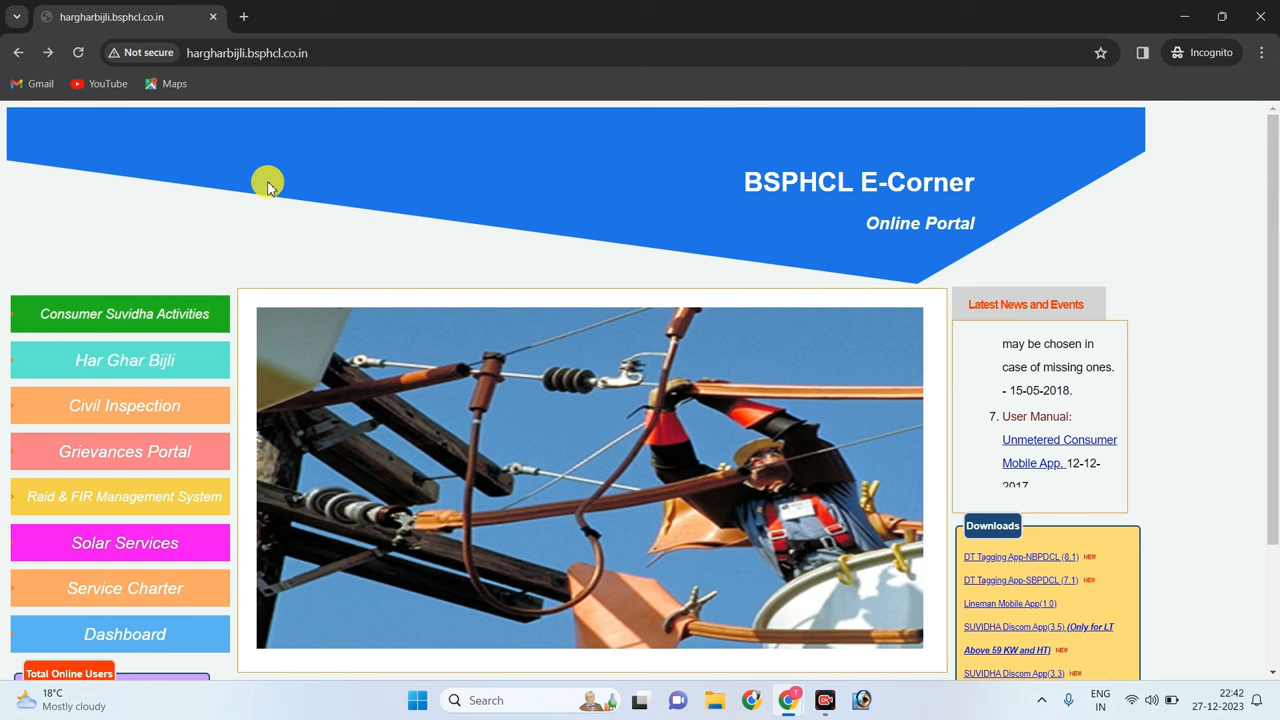 hargharbijli.bsphcl.co.in
Not secure
hargharbijli.bsphcl.co.in
Incognito
Gmail
YouTube
Maps
BSPHCL E-Corner
Online Portal
Consumer Suvidha Activities
Har Ghar Bijli
Civil Inspection
Grievances Portal
Raid & FIR Management System
Solar Services
Service Charter
Dashboard
Total Online Users
Latest News and Events
may be chosen in
case of missing ones.
- 15-05-2018.
7. User Manual:
Unmetered Consumer
Mobile App. 12-12-
2017
Downloads
DT Tagging App-NBPDCL (8.1) NEW
DT Tagging App-SBPDCL (7.1) NEW
Lineman Mobile App(1.0)
SUVIDHA Discom App(3.5) (Only for LT
Above 59 KW and HT) NEW
SUVIDHA Discom App(3.3) NEW
18°C
Mostly cloudy
Search
ENG
IN
22:42
27-12-2023